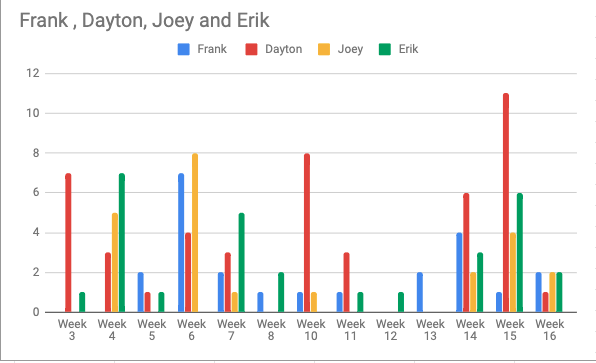 Frank , Dayton, Joey and Erik
Frank Dayton Joey Erik
12
10
8
6
4
2
0
Week 3
Week 4
Week 5
Week 6
Week 7
Week 8
Week 10
Week 11
Week 12
Week 13
Week 14
Week 15
Week 16